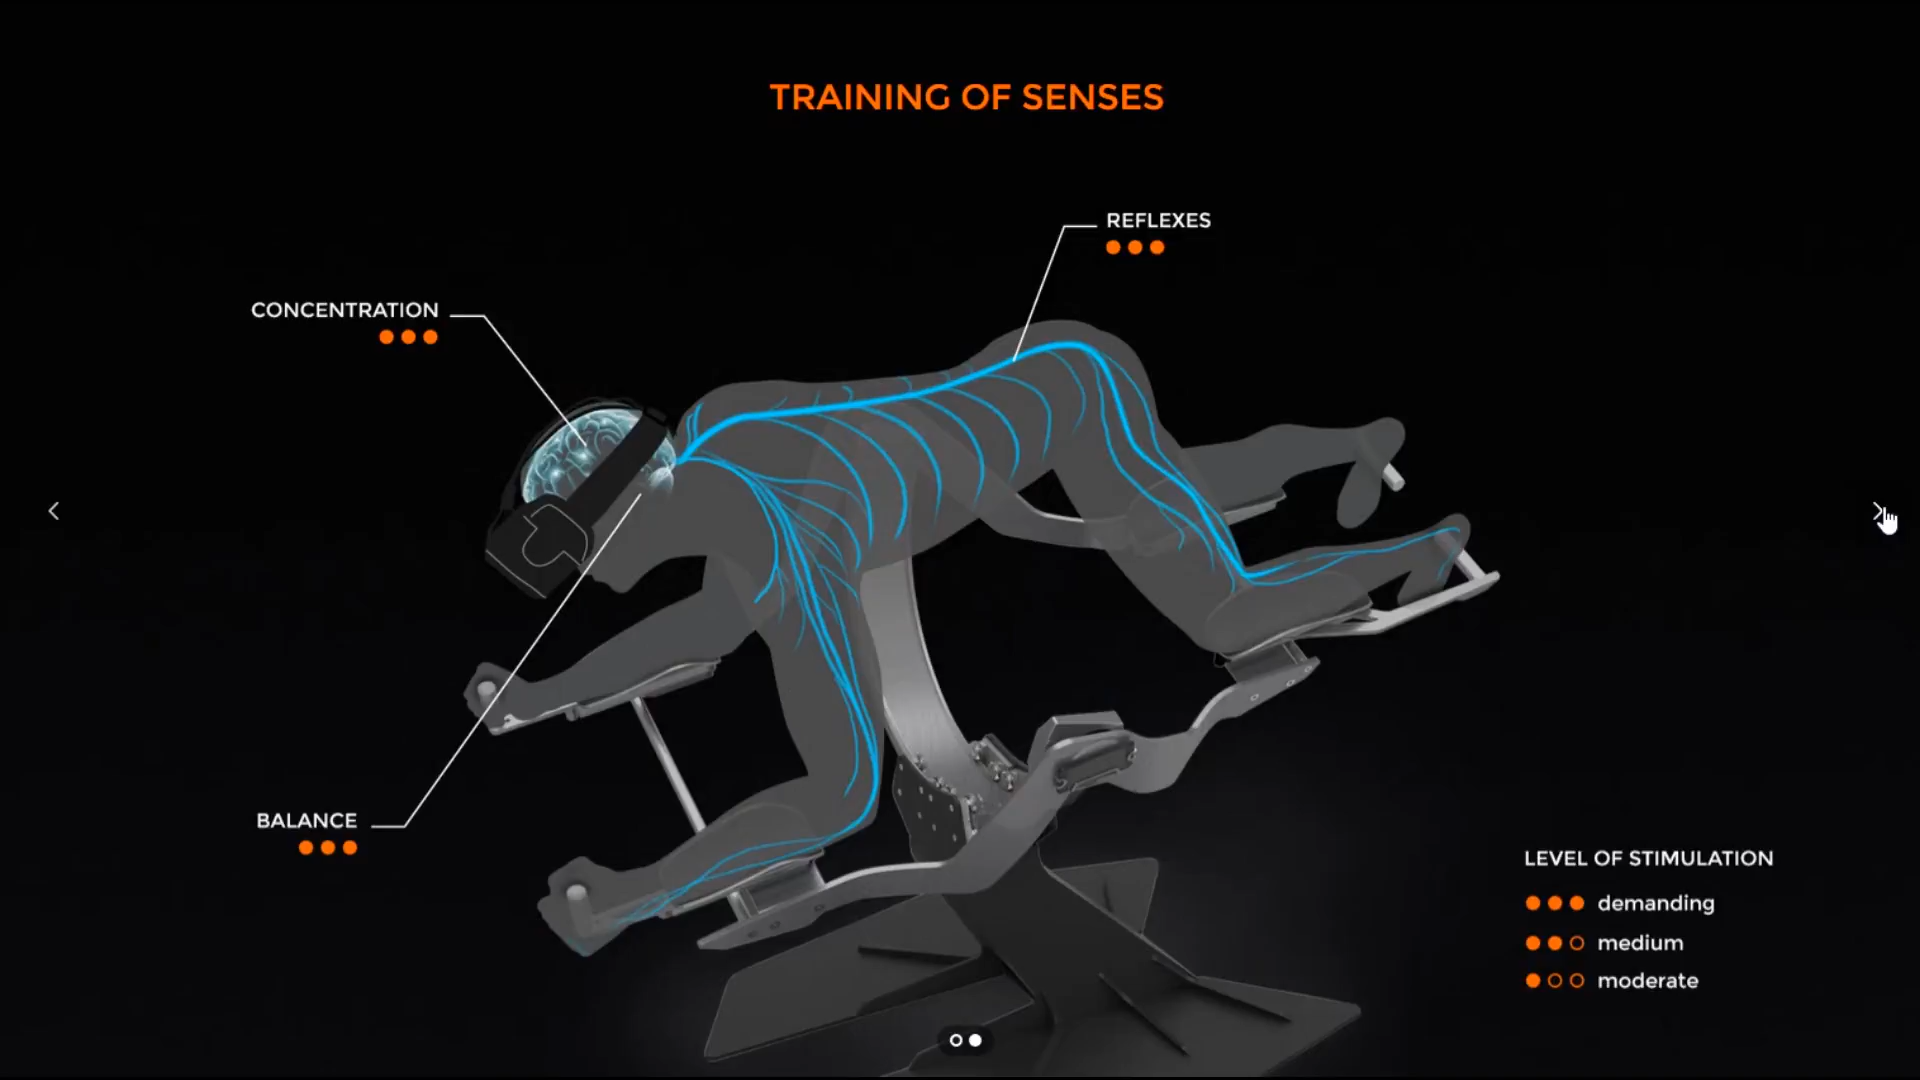 TRAINING OF SENSES
REFLEXES
CONCENTRATION
BALANCE
LEVEL OF STIMULATION
demanding
medium
moderate